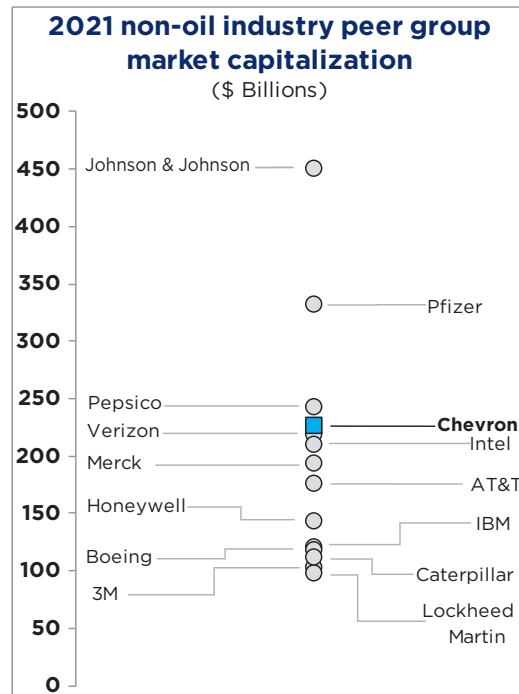 2021 non-oil industry peer group
market capitalization
($ Billions)
500
450
400
350
300
250
200
150
100
50
0
Johnson & Johnson
Pfizer
Pepsico
Chevron
Verizon
Intel
Merck
AT&T
Honeywell
IBM
Boeing
Caterpillar
3M
Lockheed
Martin